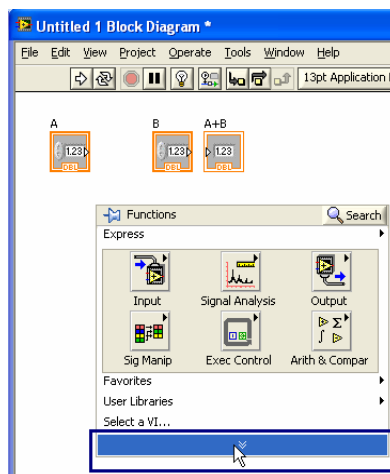 Untitled 1 Block Diagram *
File Edit View Project Operate Tools Window Help
13pt Application
A B A+B
1.23 1.23 1.23
DBL DBL DBL
Functions Search
Express
Input Signal Analysis Output
Sig Manip Exec Control Arith & Compar
Favorites
User Libraries
Select a VI...